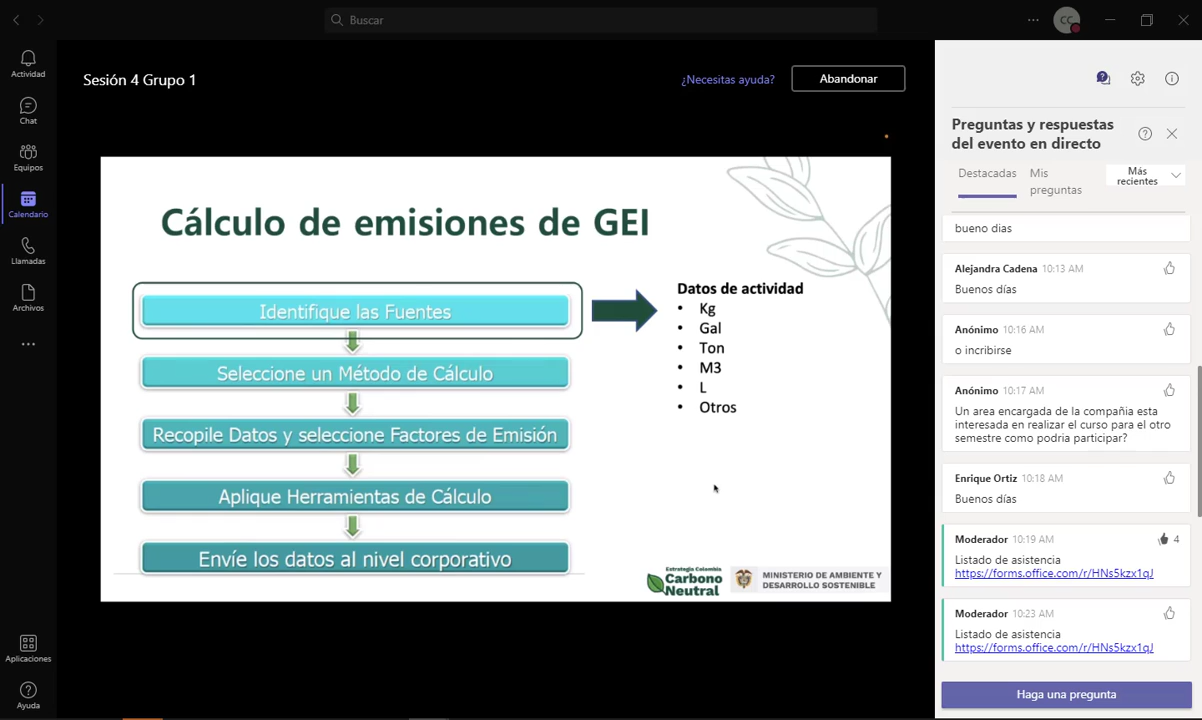 Buscar
CC
Actividad
Chat
Equipos
Calendario
Llamadas
Archivos
Aplicaciones
Ayuda
Sesión 4 Grupo 1
¿Necesitas ayuda?
Abandonar
Cálculo de emisiones de GEI
Identifique las Fuentes
Seleccione un Método de Cálculo
Recopile Datos y seleccione Factores de Emisión
Aplique Herramientas de Cálculo
Envíe los datos al nivel corporativo
Datos de actividad
• Kg
• Gal
• Ton
• M3
• L
• Otros
Estrategia Colombia
Carbono
Neutral
MINISTERIO DE AMBIENTE Y
DESARROLLO SOSTENIBLE
Preguntas y respuestas
del evento en directo
Destacadas
Mis
preguntas
Más
recientes
bueno dias
Alejandra Cadena 10:13 AM
Buenos días
Anónimo 10:16 AM
o incribirse
Anónimo 10:17 AM
Un area encargada de la compañia esta
interesada en realizar el curso para el otro
semestre como podria participar?
Enrique Ortiz 10:18 AM
Buenos días
Moderador 10:19 AM 4
Listado de asistencia
https://forms.office.com/r/HNs5kzx1qJ
Moderador 10:23 AM
Listado de asistencia
https://forms.office.com/r/HNs5kzx1qJ
Haga una pregunta